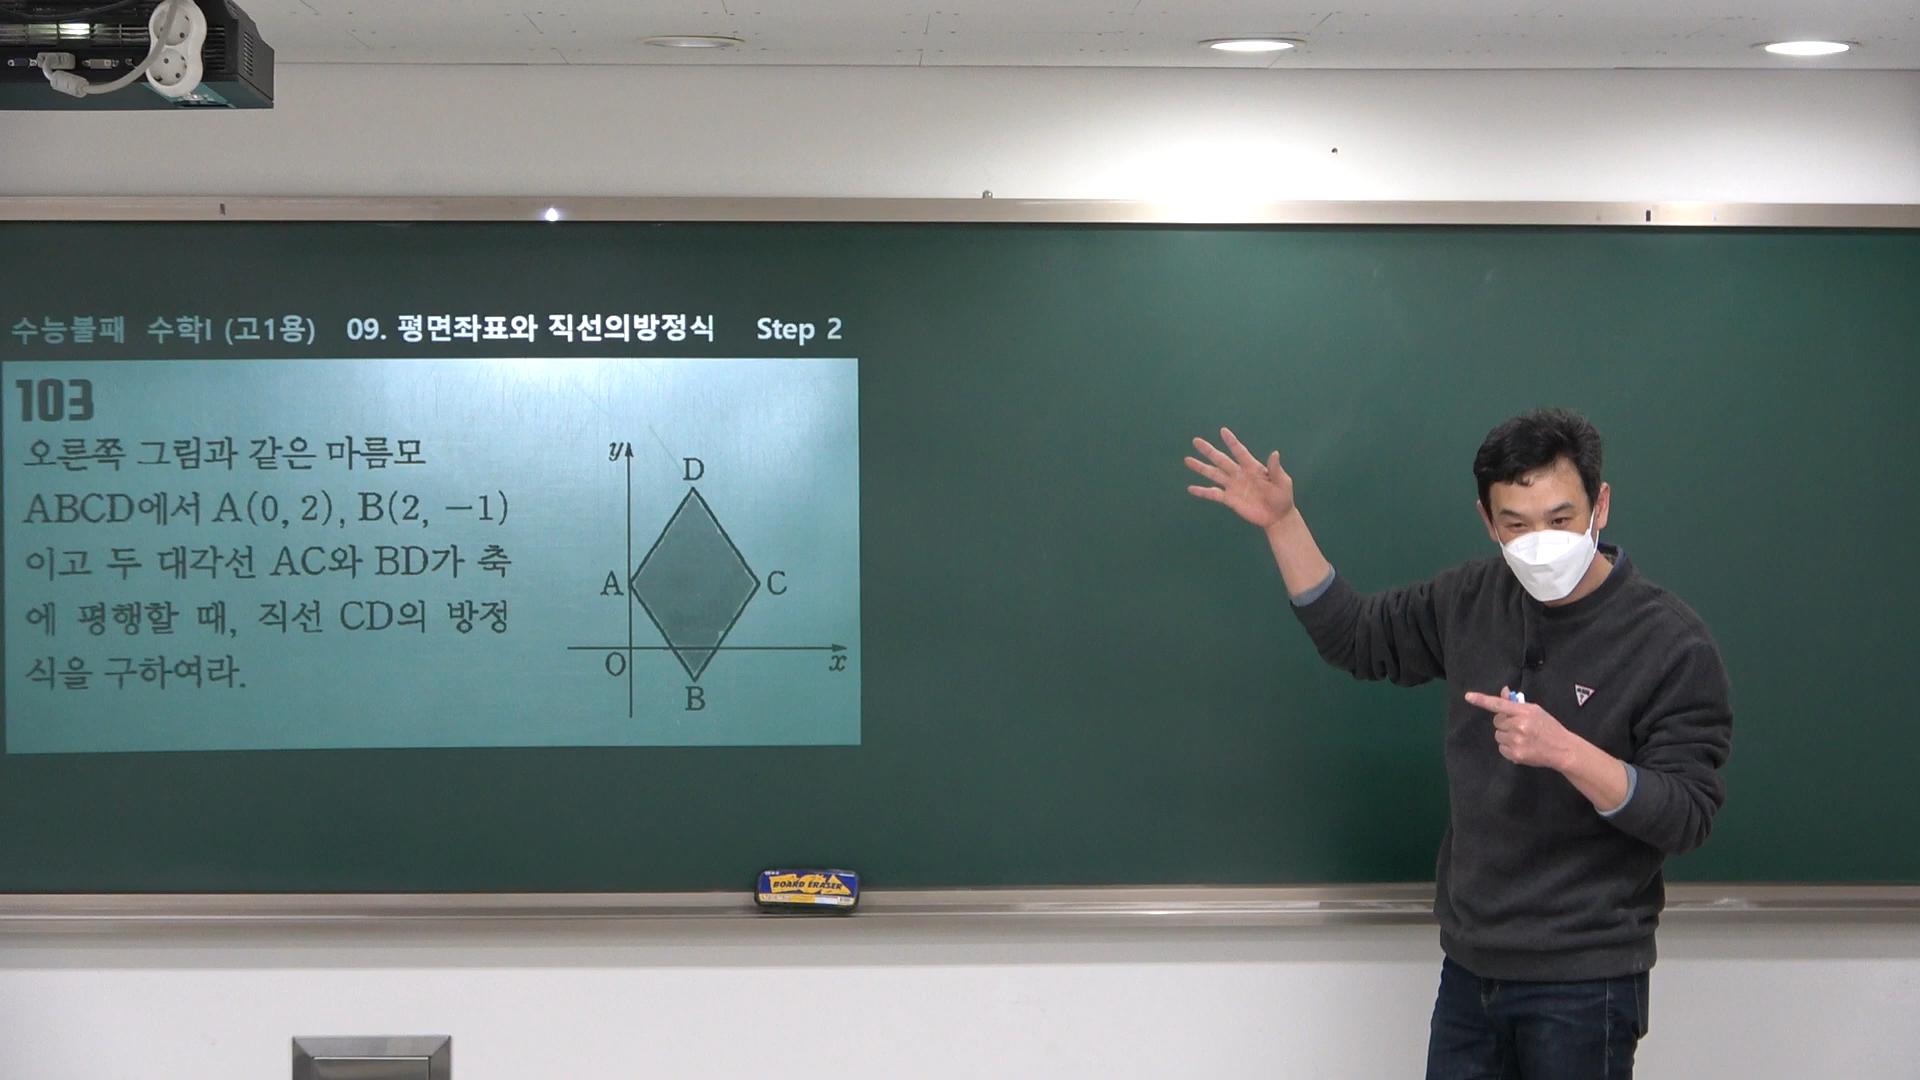 수능불패 수학I (고1용) 09. 평면좌표와 직선의방정식 Step 2
103
오른쪽 그림과 같은 마름모
ABCD에서 A(0, 2), B(2, −1)
이고 두 대각선 AC와 BD가 축
에 평행할 때, 직선 CD의 방정
식을 구하여라.
y
D
A
C
O
x
B
BOARD ERASER